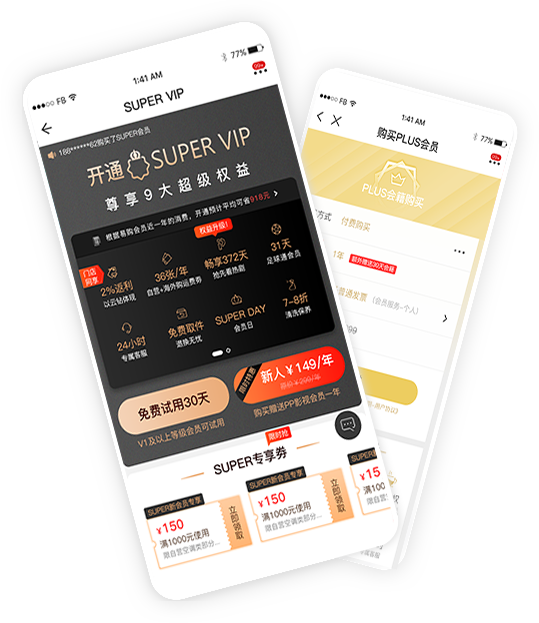 ●●●○○ FB
1:41 AM
77%
SUPER VIP
99+
188******62购买了SUPER会员
开通 SUPER VIP
尊享9大超级权益
根据易购会员近一年的消费，开通预计平均可省918元
门店同享
权益升级!
2%返利
以云钻体现
36张/年
自营+海外购运费券
畅享372天
抢先看热剧
31天
足球通会员
24小时
专属客服
免费取件
退换无忧
SUPER DAY
会员日
7~8折
清洗保养
免费试用30天
V1及以上等级会员可试用
限时特惠
新人¥149/年
原价¥299/年
购买赠送PP影视会员一年
限时抢
SUPER专享券
SUPER新会员专享
¥150
满1000元使用
限自营空调类部分...
立即领取
SUPER新会员专享
¥150
满1000元使用
限自营空调类部分...
立即领取
SUPER新
¥15
满100
限自营
●●●○○ FB
1:41 AM
77%
购买PLUS会员
PLUS会籍购买
方式
付费购买
1年
额外赠送30天会籍
普通发票
（会员服务-个人）